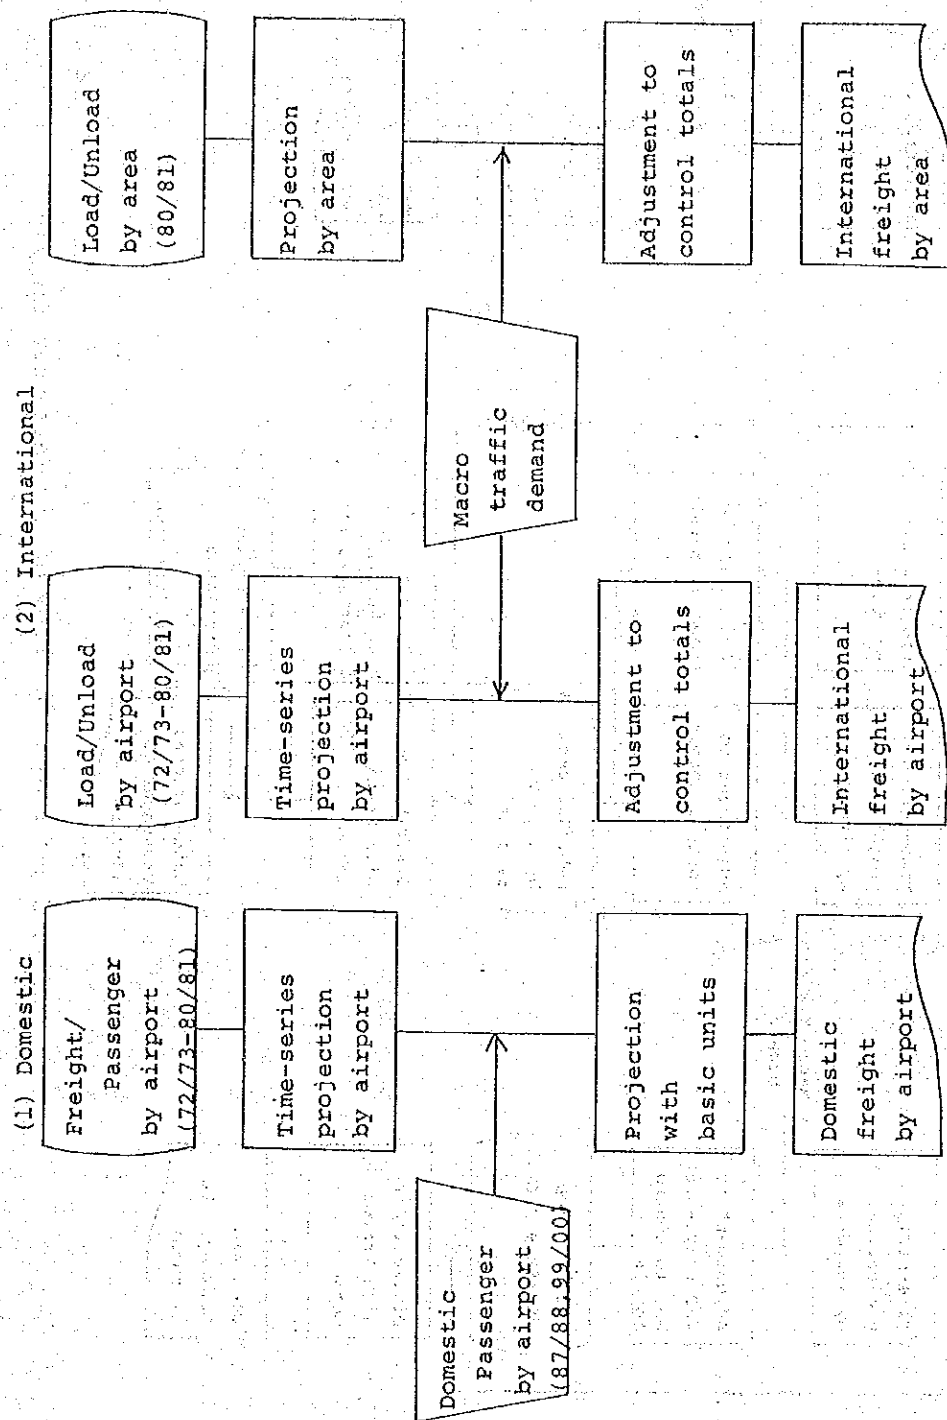 (1) Domestic
Freight/
Passenger
by airport
(72/73-80/81)
Time-series
projection
by airport
Domestic
Passenger
by airport
(87/88,99/00)
Projection
with
basic units
Domestic
freight
by airport
(2) International
Load/Unload
by airport
(72/73-80/81)
Time-series
projection
by airport
Macro
traffic
demand
Adjustment to
control totals
International
freight
by airport
Load/Unload
by area
(80/81)
Projection
by area
Adjustment to
control totals
International
freight
by area